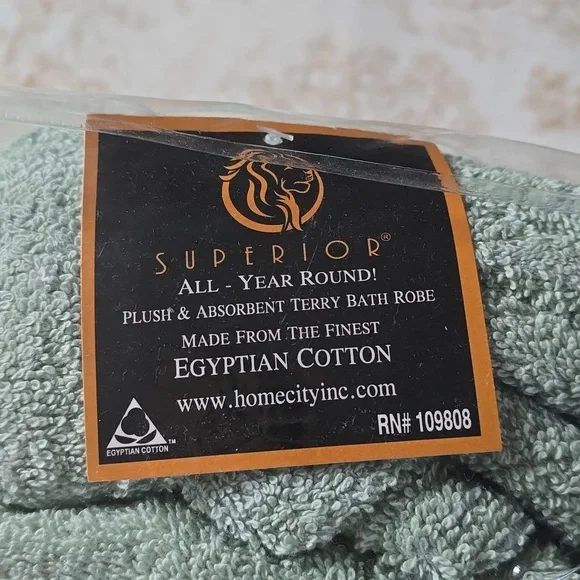 SUPERIOR®
ALL - YEAR ROUND!
PLUSH & ABSORBENT TERRY BATH ROBE
MADE FROM THE FINEST
EGYPTIAN COTTON
www.homecityinc.com
RN# 109808
EGYPTIAN COTTON™